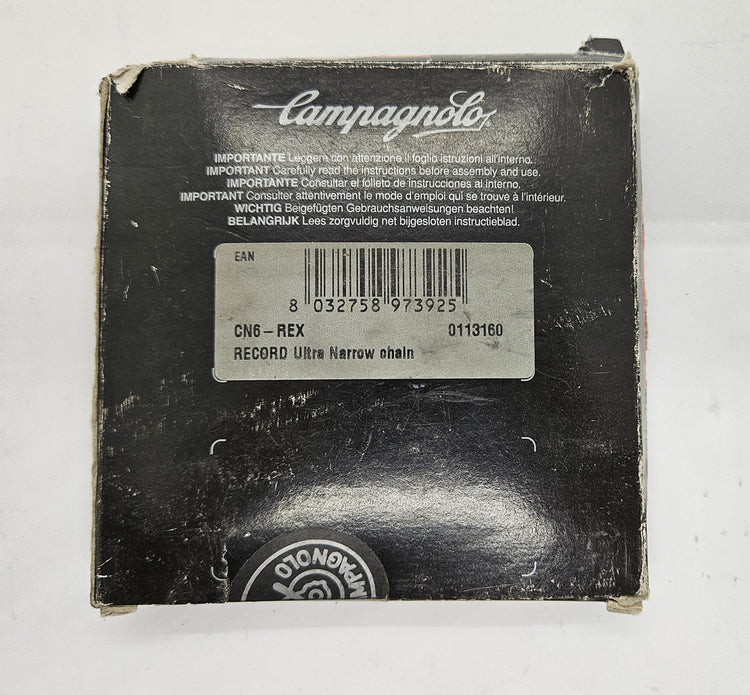 Campagnolo
IMPORTANTE Leggere con attenzione il foglio istruzioni all'interno.
IMPORTANT Carefully read the instructions before assembly and use.
IMPORTANTE Consultar el folleto de instrucciones al interno.
IMPORTANT Consulter attentivement le mode d'emploi qui se trouve à l'intérieur.
WICHTIG Beigefügten Gebrauchsanweisungen beachten!
BELANGRIJK Lees zorgvuldig net bijgesloten instructieblad.
EAN
8 032758 973925
CN6-REX 0113160
RECORD Ultra Narrow chain
MPAGNOLO